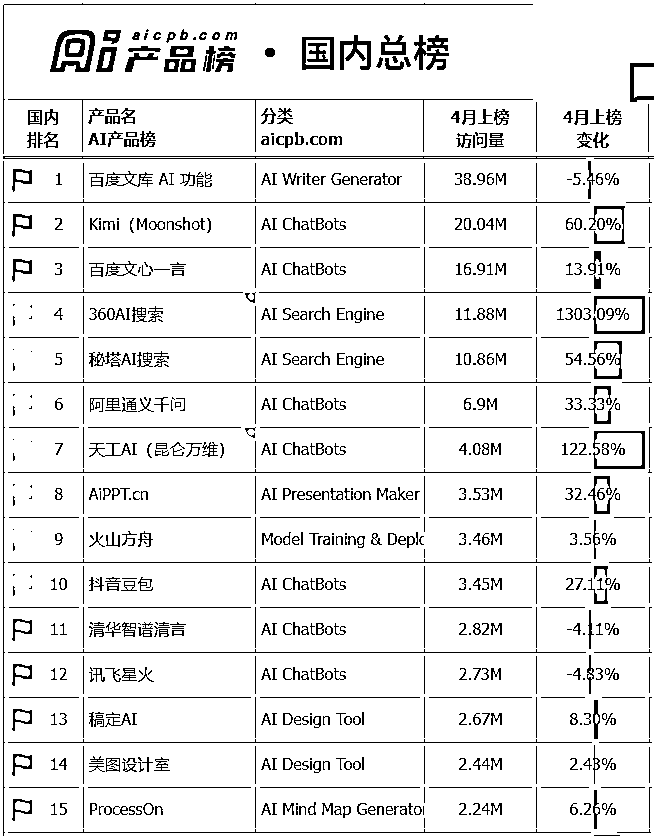 aicpb.com
Ai产品榜 · 国内总榜
国内排名 产品名 AI产品榜 分类 aicpb.com 4月上榜访问量 4月上榜变化
1 百度文库 AI 功能 AI Writer Generator 38.96M -5.46%
2 Kimi（Moonshot） AI ChatBots 20.04M 60.20%
3 百度文心一言 AI ChatBots 16.91M 13.91%
4 360AI搜索 AI Search Engine 11.88M 1303.09%
5 秘塔AI搜索 AI Search Engine 10.86M 54.56%
6 阿里通义千问 AI ChatBots 6.9M 33.33%
7 天工AI（昆仑万维） AI ChatBots 4.08M 122.58%
8 AiPPT.cn AI Presentation Maker 3.53M 32.46%
9 火山方舟 Model Training & Deplo 3.46M 3.56%
10 抖音豆包 AI ChatBots 3.45M 27.11%
11 清华智谱清言 AI ChatBots 2.82M -4.11%
12 讯飞星火 AI ChatBots 2.73M -4.83%
13 稿定AI AI Design Tool 2.67M 8.30%
14 美图设计室 AI Design Tool 2.44M 2.43%
15 ProcessOn AI Mind Map Generator 2.24M 6.26%